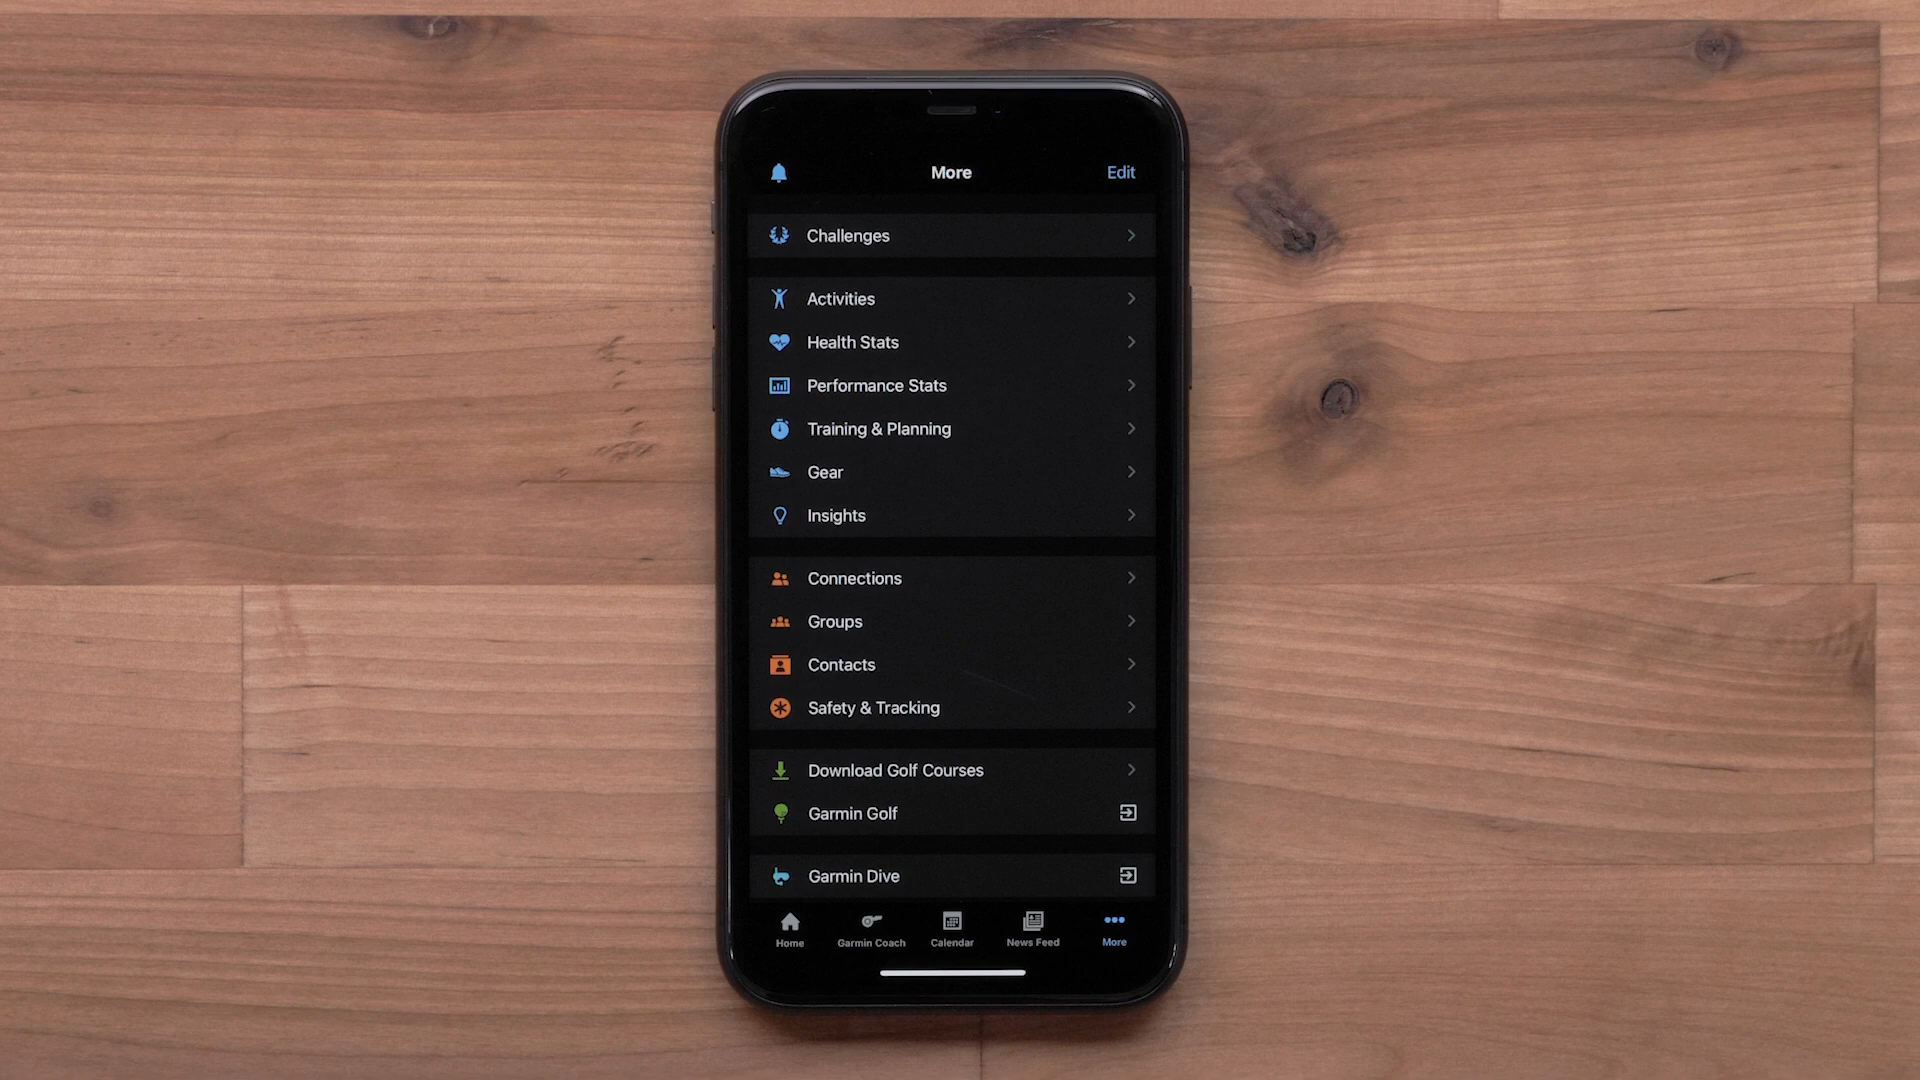 More
Edit
Challenges
Activities
Health Stats
Performance Stats
Training & Planning
Gear
Insights
Connections
Groups
Contacts
Safety & Tracking
Download Golf Courses
Garmin Golf
Garmin Dive
Home
Garmin Coach
Calendar
News Feed
More